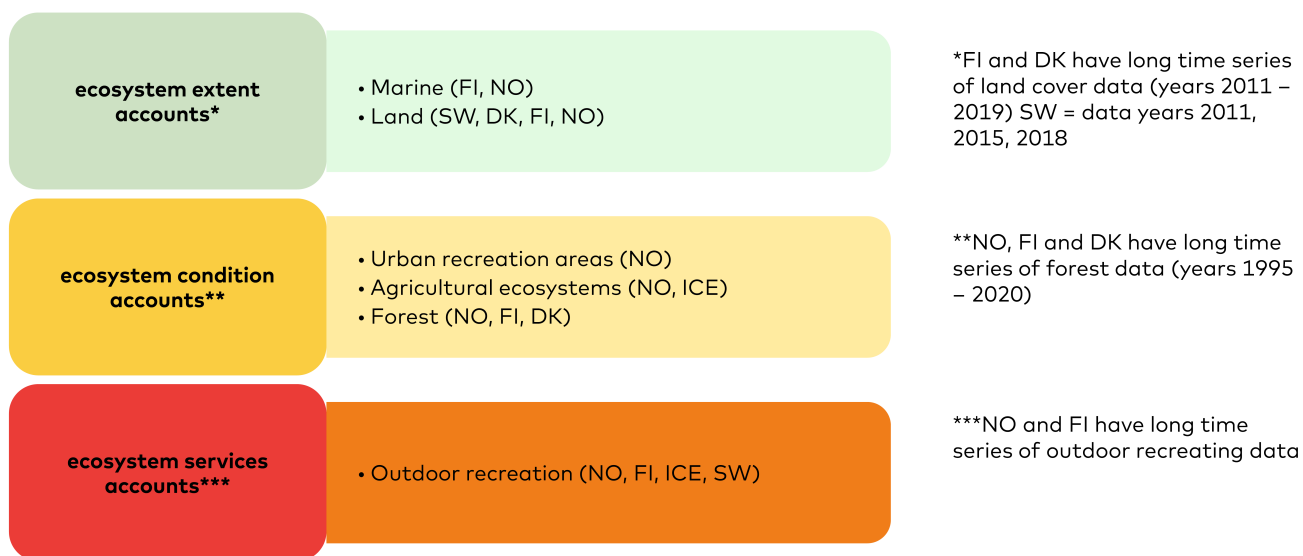 ecosystem extent
accounts*
• Marine (FI, NO)
• Land (SW, DK, FI, NO)
*FI and DK have long time series
of land cover data (years 2011 –
2019) SW = data years 2011,
2015, 2018
ecosystem condition
accounts**
• Urban recreation areas (NO)
• Agricultural ecosystems (NO, ICE)
• Forest (NO, FI, DK)
**NO, FI and DK have long time
series of forest data (years 1995
– 2020)
ecosystem services
accounts***
• Outdoor recreation (NO, FI, ICE, SW)
***NO and FI have long time
series of outdoor recreating data